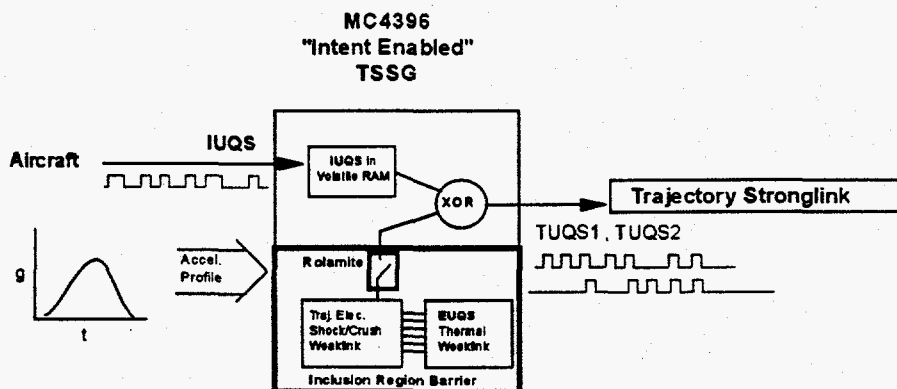 MC4396
"Intent Enabled"
TSSG
IUQS
Aircraft
IUQS in
Volatile RAM
XOR
Trajectory Stronglink
TUQS1, TUQS2
Accel.
Profile
g
t
Rolamite
Traj. Elec.
Shock/Crush
Weaklink
EUQS
Thermal
Weaklink
Inclusion Region Barrier